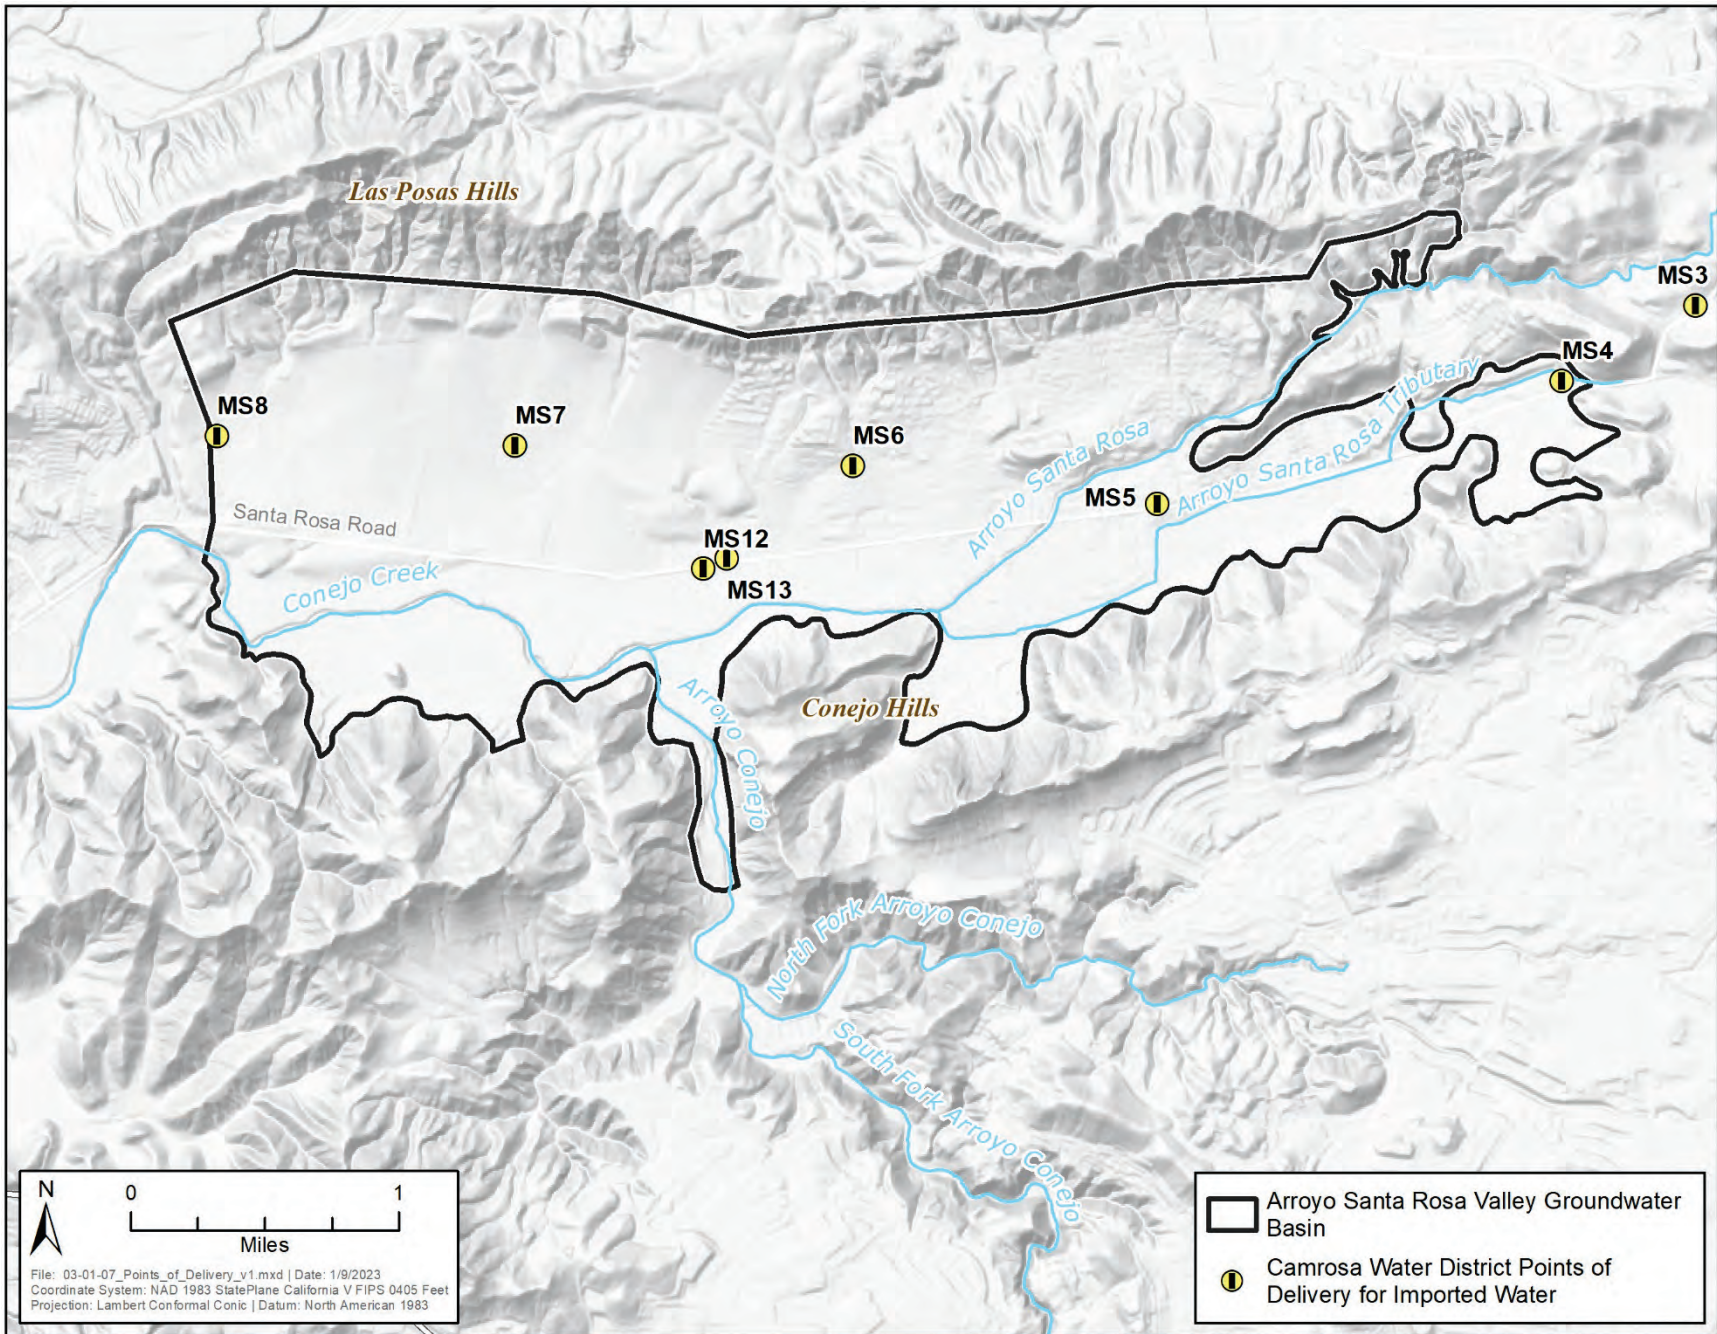 Las Posas Hills
MS3
MS4
MS8
MS7
MS6
MS5
Arroyo Santa Rosa
Arroyo Santa Rosa Tributary
Santa Rosa Road
MS12
MS13
Conejo Creek
Arroyo Conejo
Conejo Hills
North Fork Arroyo Conejo
South Fork Arroyo Conejo
N
0 1
Miles
File: 03-01-07_Points_of_Delivery_v1.mxd | Date: 1/9/2023
Coordinate System: NAD 1983 StatePlane California V FIPS 0405 Feet
Projection: Lambert Conformal Conic | Datum: North American 1983
Arroyo Santa Rosa Valley Groundwater
Basin
Camrosa Water District Points of
Delivery for Imported Water